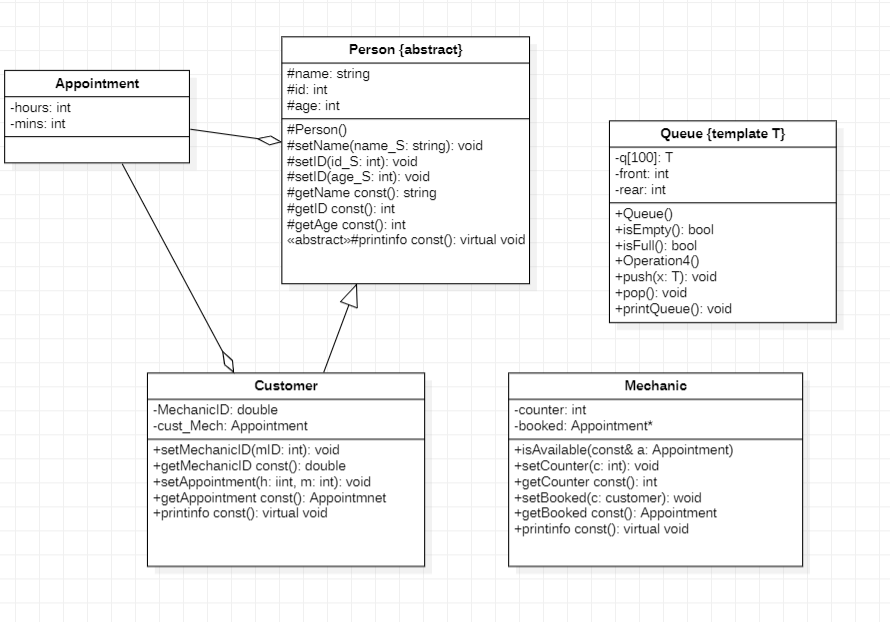 Person {abstract}
#name: string
#id: int
#age: int
#Person()
#setName(name_S: string): void
#setID(id_S: int): void
#setID(age_S: int): void
#getName const(): string
#getID const(): int
#getAge const(): int
«abstract»#printinfo const(): virtual void
Appointment
-hours: int
-mins: int
Queue {template T}
-q[100]: T
-front: int
-rear: int
+Queue()
+isEmpty(): bool
+isFull(): bool
+Operation4()
+push(x: T): void
+pop(): void
+printQueue(): void
Customer
-MechanicID: double
-cust_Mech: Appointment
+setMechanicID(mID: int): void
+getMechanicID const(): double
+setAppointment(h: iint, m: int): void
+getAppointment const(): Appointmnet
+printinfo const(): virtual void
Mechanic
-counter: int
-booked: Appointment*
+isAvailable(const& a: Appointment)
+setCounter(c: int): void
+getCounter const(): int
+setBooked(c: customer): woid
+getBooked const(): Appointment
+printinfo const(): virtual void